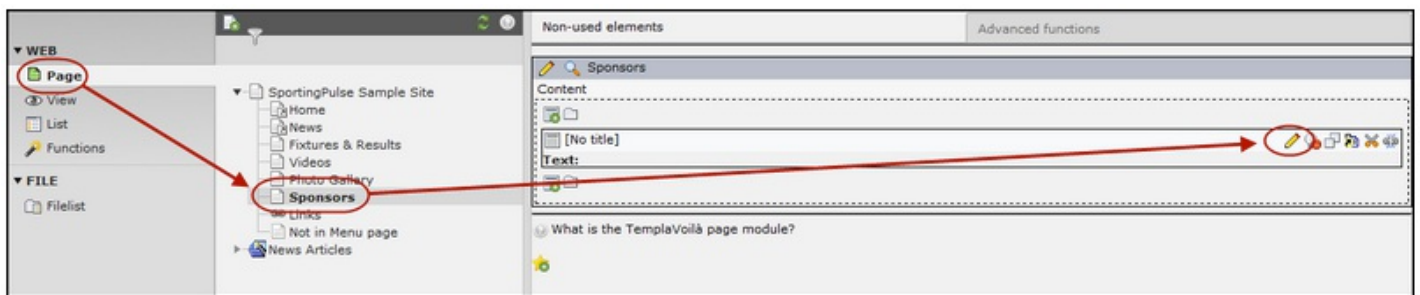 WEB
Page
View
List
Functions
FILE
Filelist
SportingPulse Sample Site
Home
News
Fixtures & Results
Videos
Photo Gallery
Sponsors
Links
Not in Menu page
News Articles
Non-used elements
Advanced functions
Sponsors
Content
[No title]
Text:
What is the TemplaVoilà page module?